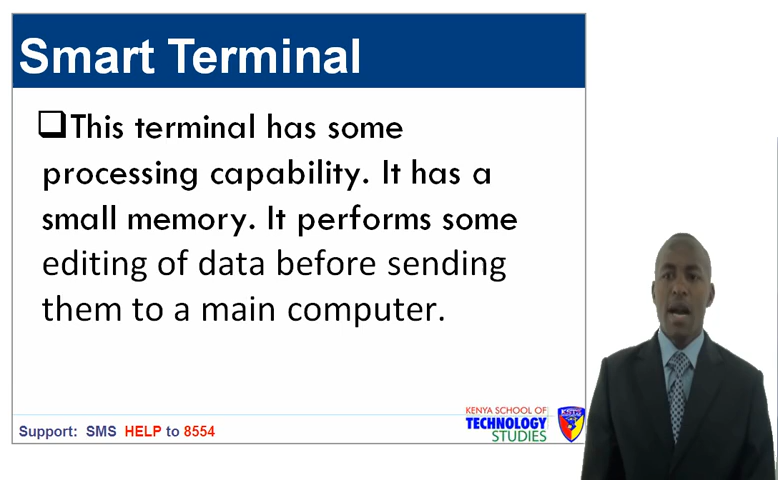 Smart Terminal
❑This terminal has some
processing capability. It has a
small memory. It performs some
editing of data before sending
them to a main computer.
Support: SMS HELP to 8554
KENYA SCHOOL OF
TECHNOLOGY
STUDIES